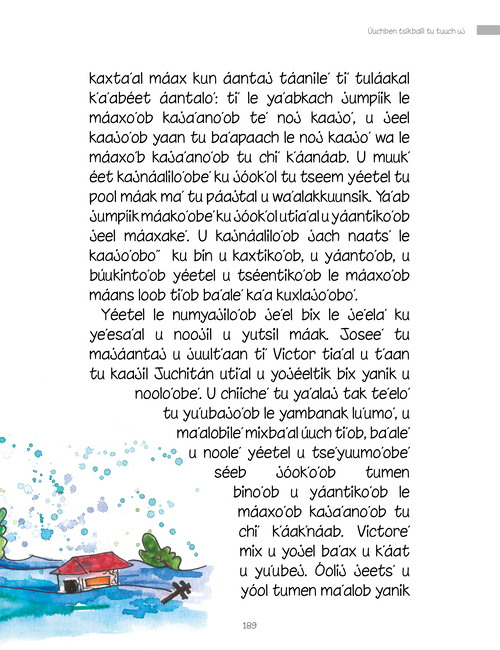 Úuchben tsikbalil tu tuuch uj
kaxta'al máax kun áantaj táanile' ti' tuláakal
k'a'abéet áantalo': ti' le ya'abkach jumpíik le
máaxo'ob kaja'ano'ob te' noj kaajo', u jeel
kaajo'ob yaan tu ba'apaach le noj kaajo' wa le
máaxo'b kaja'ano'ob tu chi' k'áanáab. U muuk'
éet kajnáalilo'obe' ku jóok'ol tu tseem yéetel tu
pool máak ma' tu páajtal u wa'alakkuunsik. Ya'ab
jumpíik máako'obe' ku jóok'ol utia'al u yáantiko'ob
jeel máaxake'. U kajnáalilo'ob jach naats' le
kaajo'obo'' ku bin u kaxtiko'ob, u yáanto'ob, u
búukinto'ob yéetel u tséentiko'ob le máaxo'ob
máans loob ti'ob ba'ale' ka'a kuxlajo'obo'.
Yéetel le numyajilo'ob je'el bix le je'ela' ku
ye'esa'al u noojil u yutsil máak. Josee' tu
majáantaj u juult'aan ti' Victor tia'al u t'aan
tu kaajil Juchitán uti'al u yojéeltik bix yanik u
noolo'obe'. U chiiche' tu ya'alaj tak te'elo'
tu yu'ubajo'ob le yambanak lu'umo', u
ma'alobile' mixba'al úuch ti'ob, ba'ale'
u noole' yéetel u tse'yuumo'obe'
séeb jóok'o'ob tumen
bino'ob u yáantiko'ob le
máaxo'ob kaja'ano'ob tu
chi' k'áak'náab. Victore'
mix u yojel ba'ax u k'áat
u yu'ubej. Óolij jeets' u
yóol tumen ma'alob yanik
189